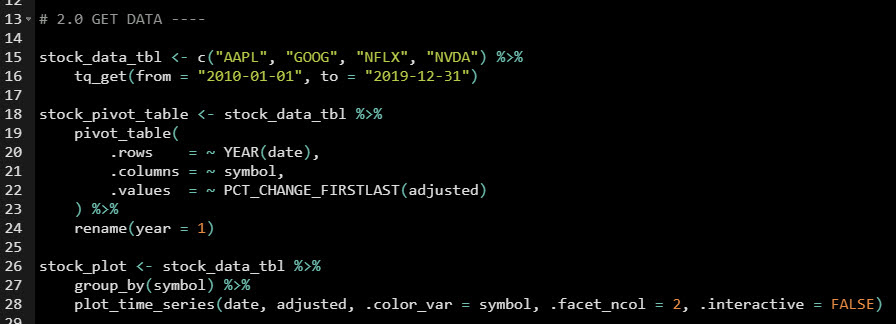 13 # 2.0 GET DATA ----
14
15 stock_data_tbl <- c("AAPL", "GOOG", "NFLX", "NVDA") %>%
16     tq_get(from = "2010-01-01", to = "2019-12-31")
17
18 stock_pivot_table <- stock_data_tbl %>%
19     pivot_table(
20         .rows    = ~ YEAR(date),
21         .columns = ~ symbol,
22         .values  = ~ PCT_CHANGE_FIRSTLAST(adjusted)
23     ) %>%
24     rename(year = 1)
25
26 stock_plot <- stock_data_tbl %>%
27     group_by(symbol) %>%
28     plot_time_series(date, adjusted, .color_var = symbol, .facet_ncol = 2, .interactive = FALSE)